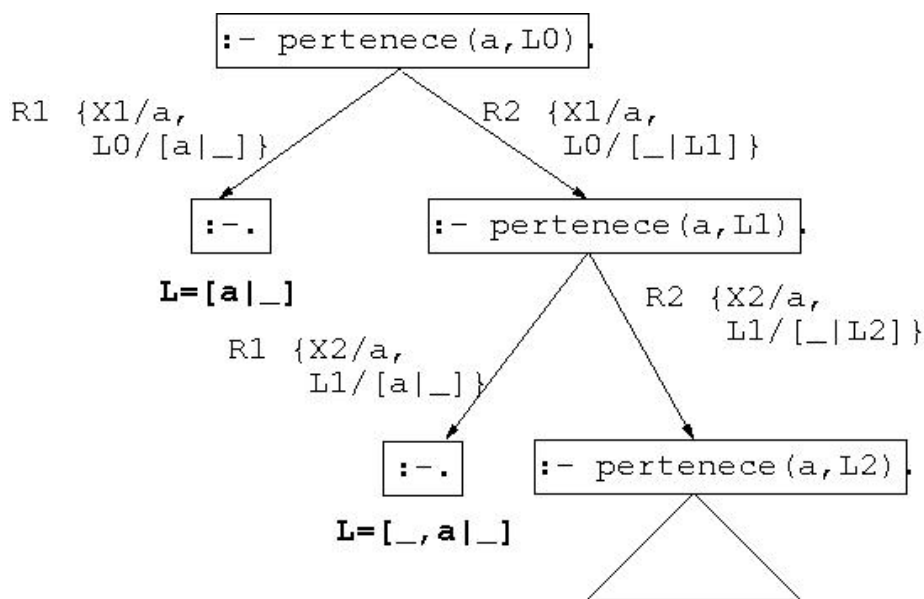 :- pertenece(a,L0).
R1 {X1/a,
L0/[a|_]}
R2 {X1/a,
L0/[_|L1]}
:-.
:- pertenece(a,L1).
L=[a|_]
R1 {X2/a,
L1/[a|_]}
R2 {X2/a,
L1/[_|L2]}
:-.
:- pertenece(a,L2).
L=[_,a|_]